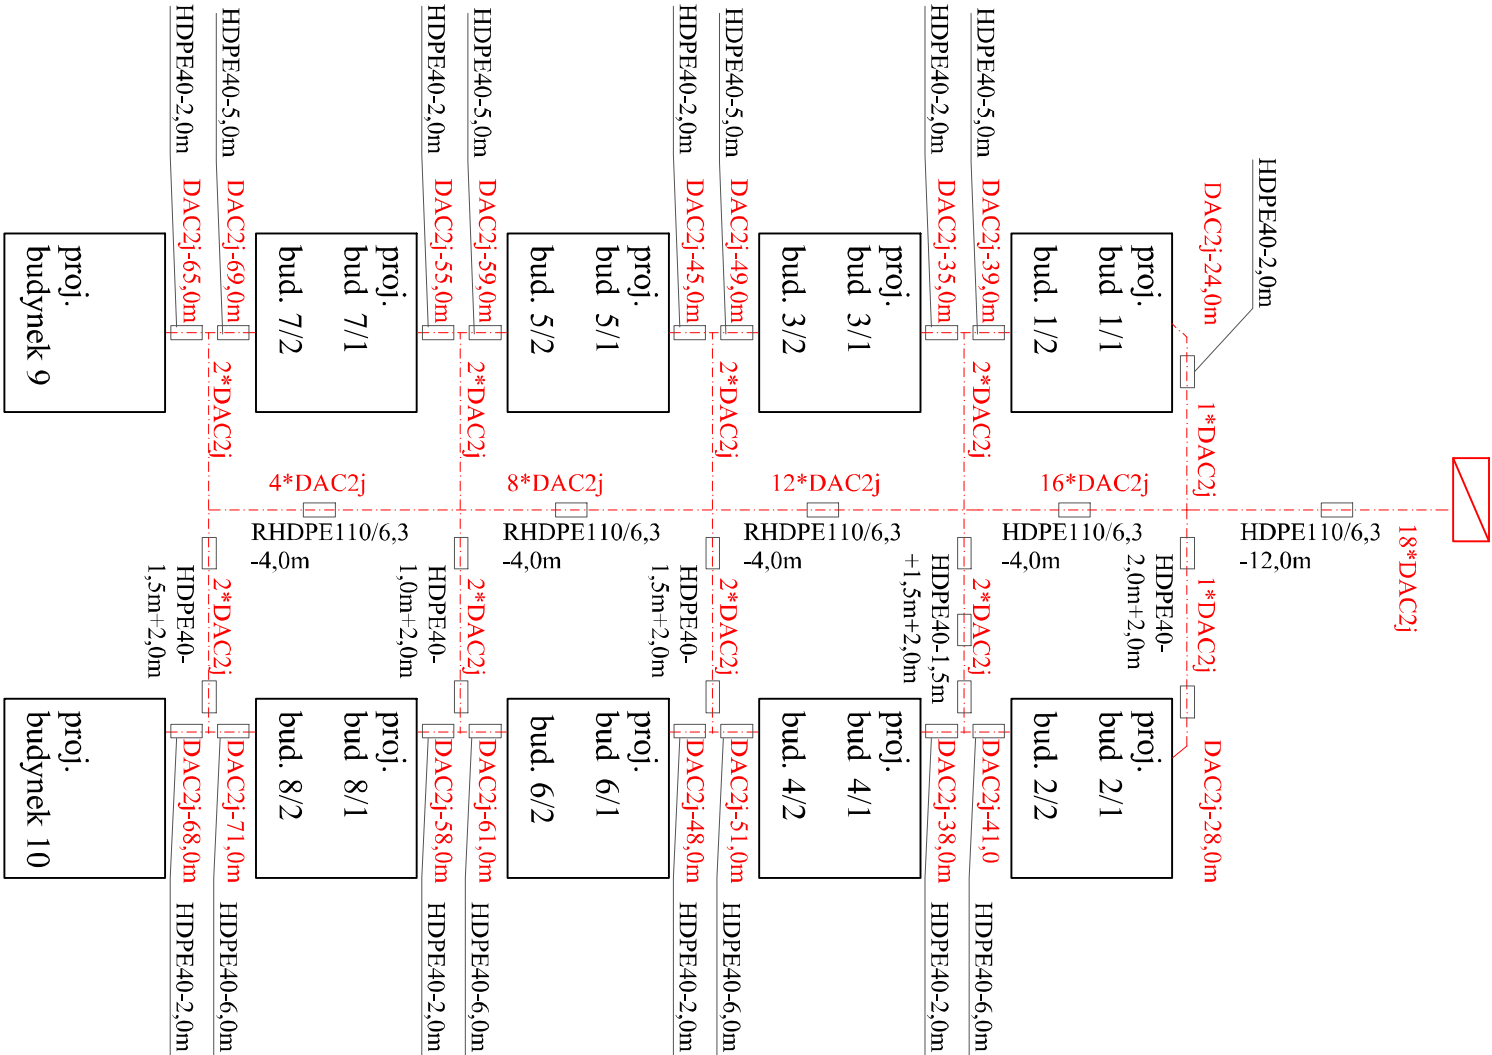 HDPE40-2,0m
HDPE40-5,0m
HDPE40-2,0m
HDPE40-5,0m
HDPE40-2,0m
HDPE40-5,0m
HDPE40-2,0m
HDPE40-5,0m
HDPE40-2,0m
DAC2j-65,0m
DAC2j-69,0m
DAC2j-55,0m
DAC2j-59,0m
DAC2j-45,0m
DAC2j-49,0m
DAC2j-35,0m
DAC2j-39,0m
DAC2j-24,0m
proj.
budynek 9
proj.
bud 7/1
bud. 7/2
proj.
bud 5/1
bud. 5/2
proj.
bud 3/1
bud. 3/2
proj.
bud 1/1
bud. 1/2
2*DAC2j
2*DAC2j
2*DAC2j
2*DAC2j
1*DAC2j
4*DAC2j
8*DAC2j
12*DAC2j
16*DAC2j
18*DAC2j
RHDPE110/6,3
-4,0m
RHDPE110/6,3
-4,0m
RHDPE110/6,3
-4,0m
HDPE110/6,3
-4,0m
HDPE110/6,3
-12,0m
HDPE40-
1,5m+2,0m
2*DAC2j
HDPE40-
1,0m+2,0m
2*DAC2j
HDPE40-
1,5m+2,0m
2*DAC2j
HDPE40-1,5m
+1,5m+2,0m
2*DAC2j
HDPE40-
2,0m+2,0m
1*DAC2j
proj.
budynek 10
proj.
bud 8/1
bud. 8/2
proj.
bud 6/1
bud. 6/2
proj.
bud 4/1
bud. 4/2
proj.
bud 2/1
bud. 2/2
DAC2j-68,0m
DAC2j-71,0m
DAC2j-58,0m
DAC2j-61,0m
DAC2j-48,0m
DAC2j-51,0m
DAC2j-38,0m
DAC2j-41,0
DAC2j-28,0m
HDPE40-2,0m
HDPE40-6,0m
HDPE40-2,0m
HDPE40-6,0m
HDPE40-2,0m
HDPE40-6,0m
HDPE40-2,0m
HDPE40-6,0m